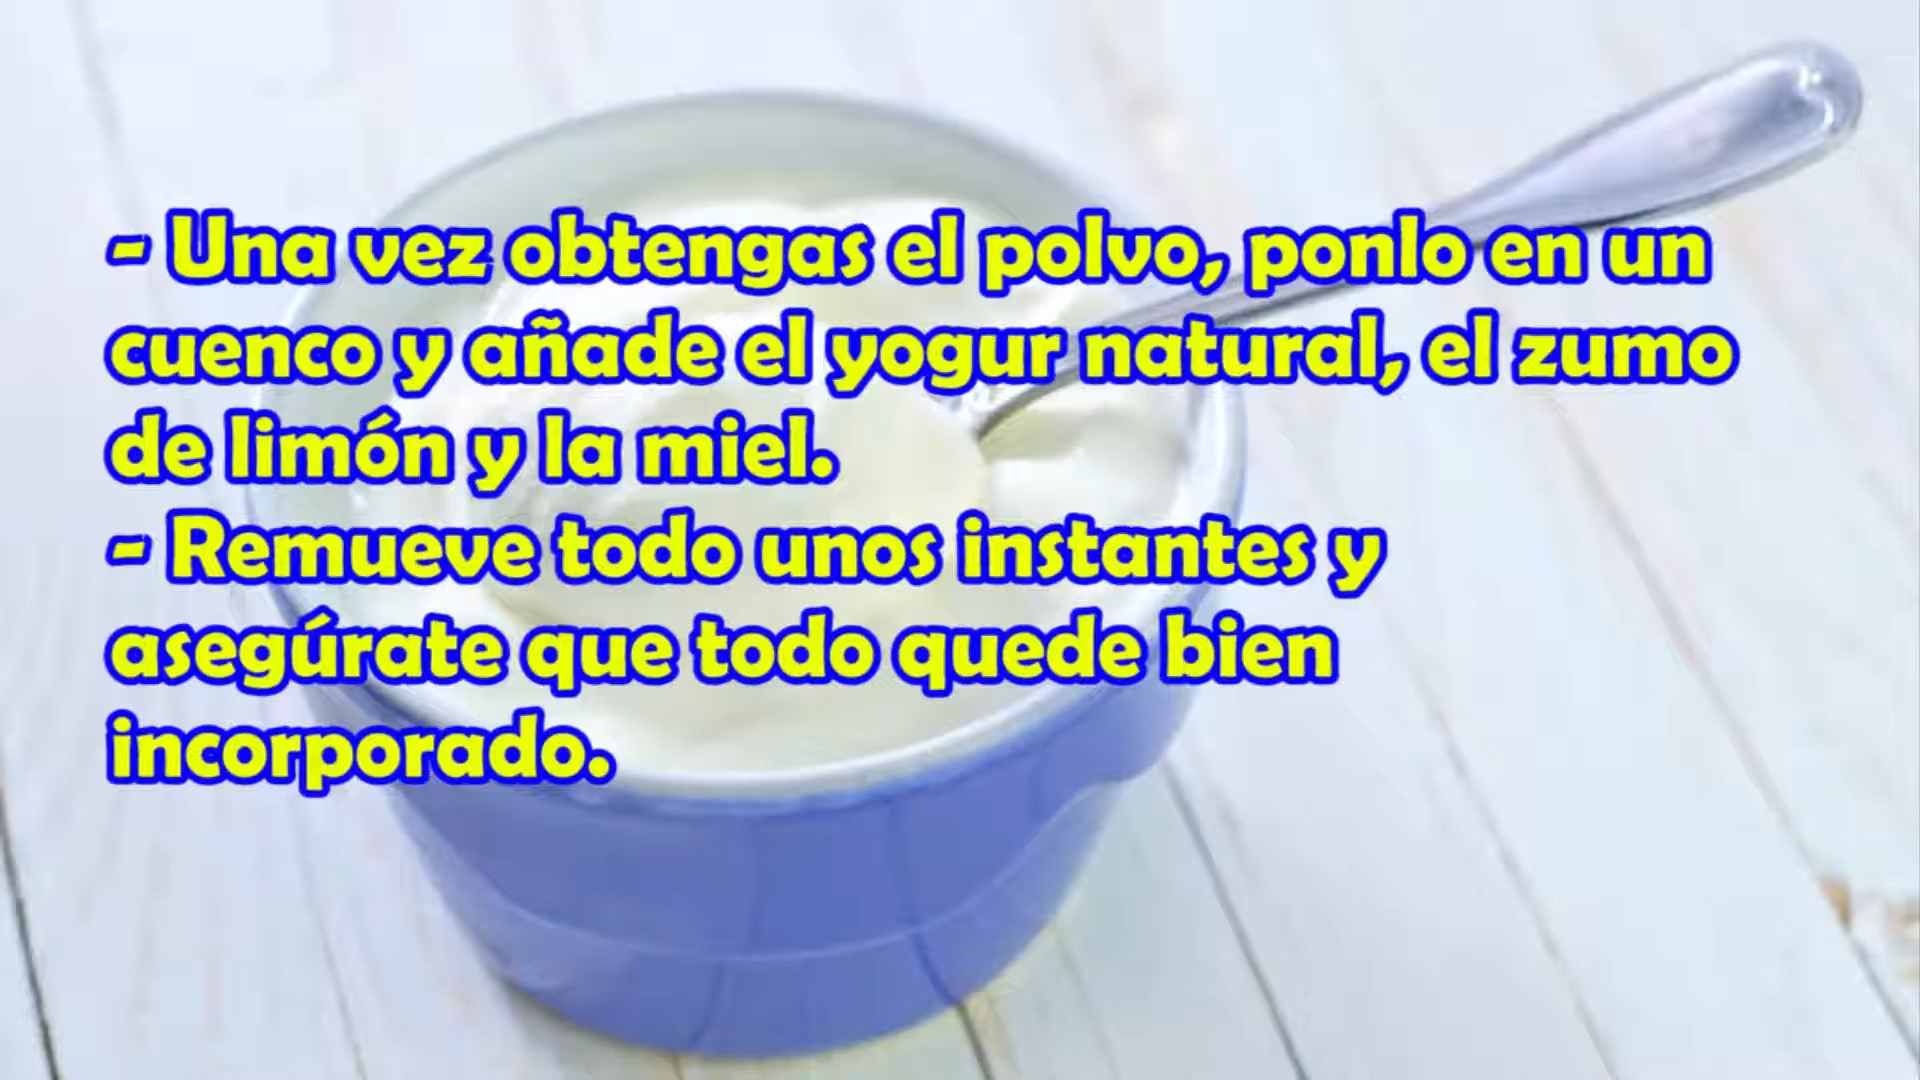 - Una vez obtengas el polvo, ponlo en un
cuenco y añade el yogur natural, el zumo
de limón y la miel.
- Remueve todo unos instantes y
asegúrate que todo quede bien
incorporado.